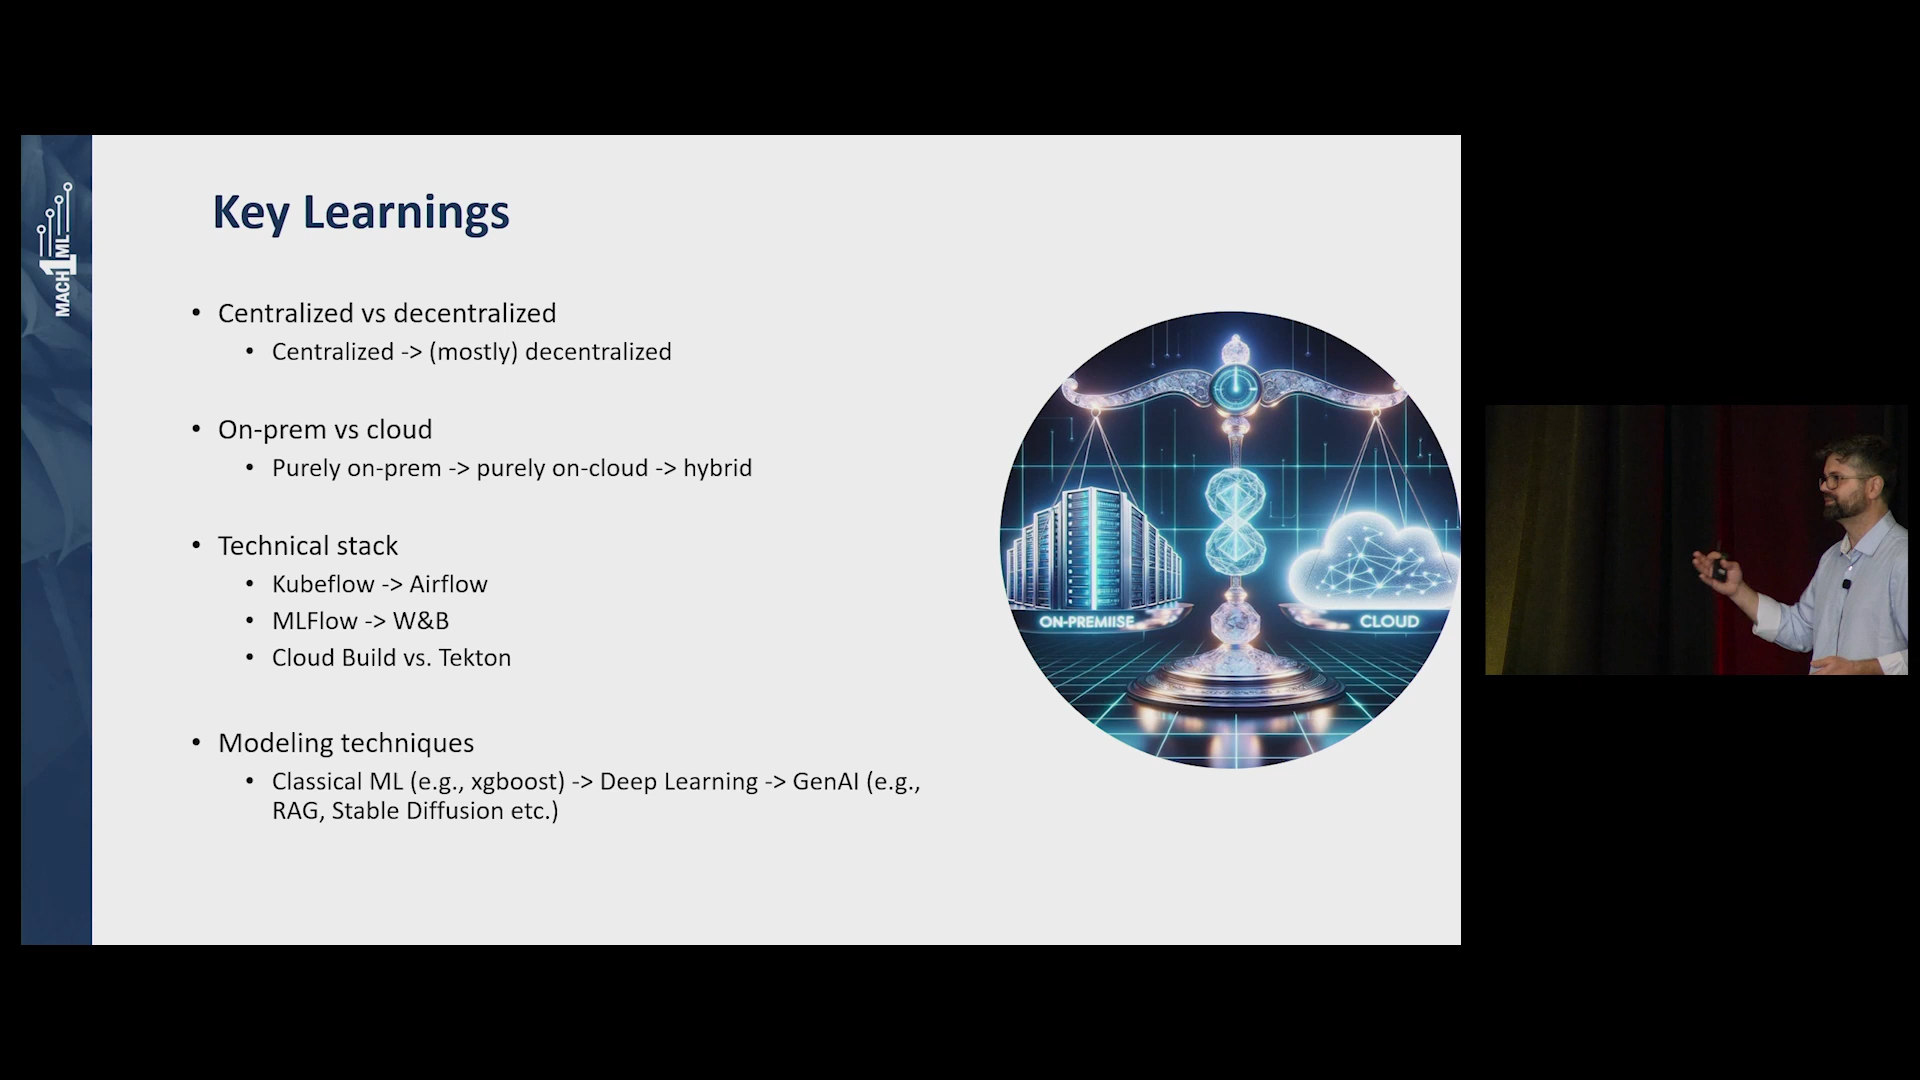 MACH1ML
Key Learnings
• Centralized vs decentralized
• Centralized -> (mostly) decentralized
• On-prem vs cloud
• Purely on-prem -> purely on-cloud -> hybrid
• Technical stack
• Kubeflow -> Airflow
• MLFlow -> W&B
• Cloud Build vs. Tekton
• Modeling techniques
• Classical ML (e.g., xgboost) -> Deep Learning -> GenAI (e.g.,
RAG, Stable Diffusion etc.)
ON-PREMIISE
CLOUD